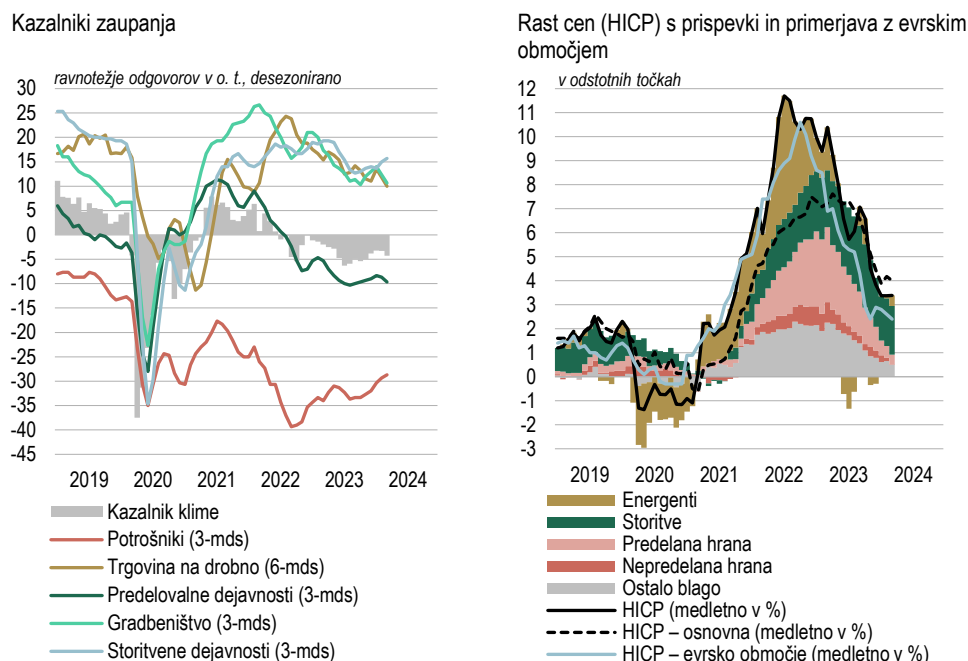 Kazalniki zaupanja
ravnotežje odgovorov v o. t., desezonirano
30
25
20
15
10
5
0
-5
-10
-15
-20
-25
-30
-35
-40
-45
2019 2020 2021 2022 2023 2024
Kazalnik klime
Potrošniki (3-mds)
Trgovina na drobno (6-mds)
Predelovalne dejavnosti (3-mds)
Gradbeništvo (3-mds)
Storitvene dejavnosti (3-mds)
Rast cen (HICP) s prispevki in primerjava z evrskim
območjem
v odstotnih točkah
12
11
10
9
8
7
6
5
4
3
2
1
0
-1
-2
-3
2019 2020 2021 2022 2023 2024
Energenti
Storitve
Predelana hrana
Nepredelana hrana
Ostalo blago
HICP (medletno v %)
HICP – osnovna (medletno v %)
HICP – evrsko območje (medletno v %)